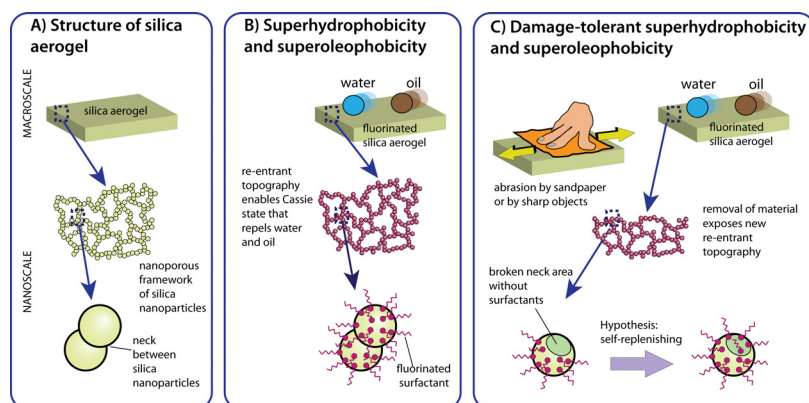 A) Structure of silica
aerogel
MACROSCALE
silica aerogel
NANOSCALE
nanoporous
framework
of silica
nanoparticles
neck
between
silica
nanoparticles
B) Superhydrophobicity
and superoleophobicity
water
oil
fluorinated
silica aerogel
re-entrant
topography
enables Cassie
state that
repels water
and oil
fluorinated
surfactant
C) Damage-tolerant superhydrophobicity
and superoleophobicity
water
oil
fluorinated
silica aerogel
abrasion by sandpaper
or by sharp objects
removal of material
exposes new
re-entrant
topography
broken neck area
without
surfactants
Hypothesis:
self-replenishing